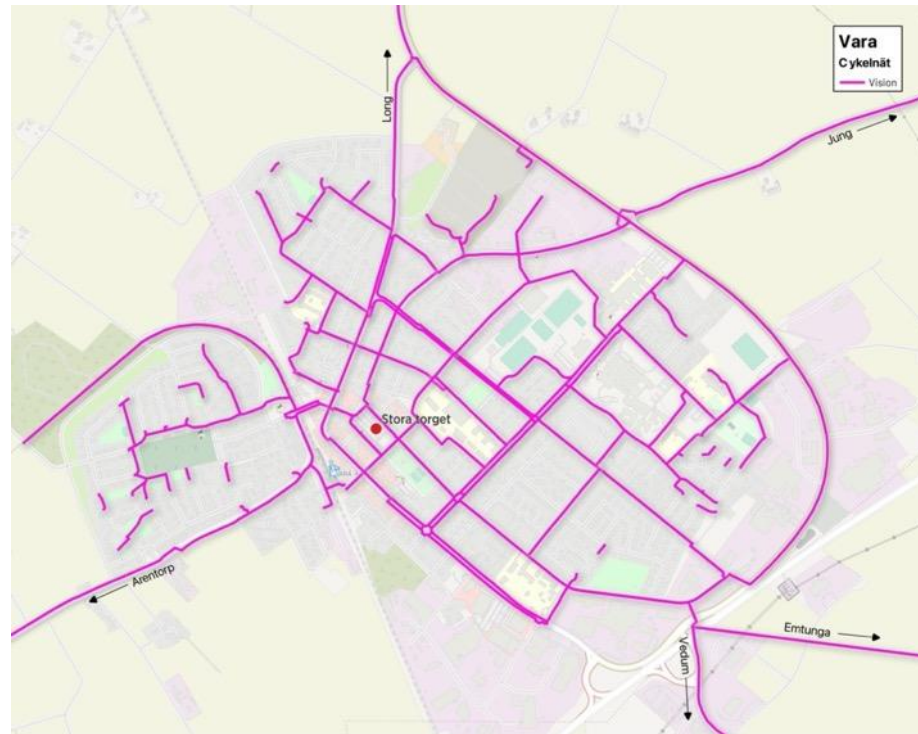 Vara
Cykelnät
Vision
Long
Jung
Stora torget
Arentorp
Emtunga
Vedum